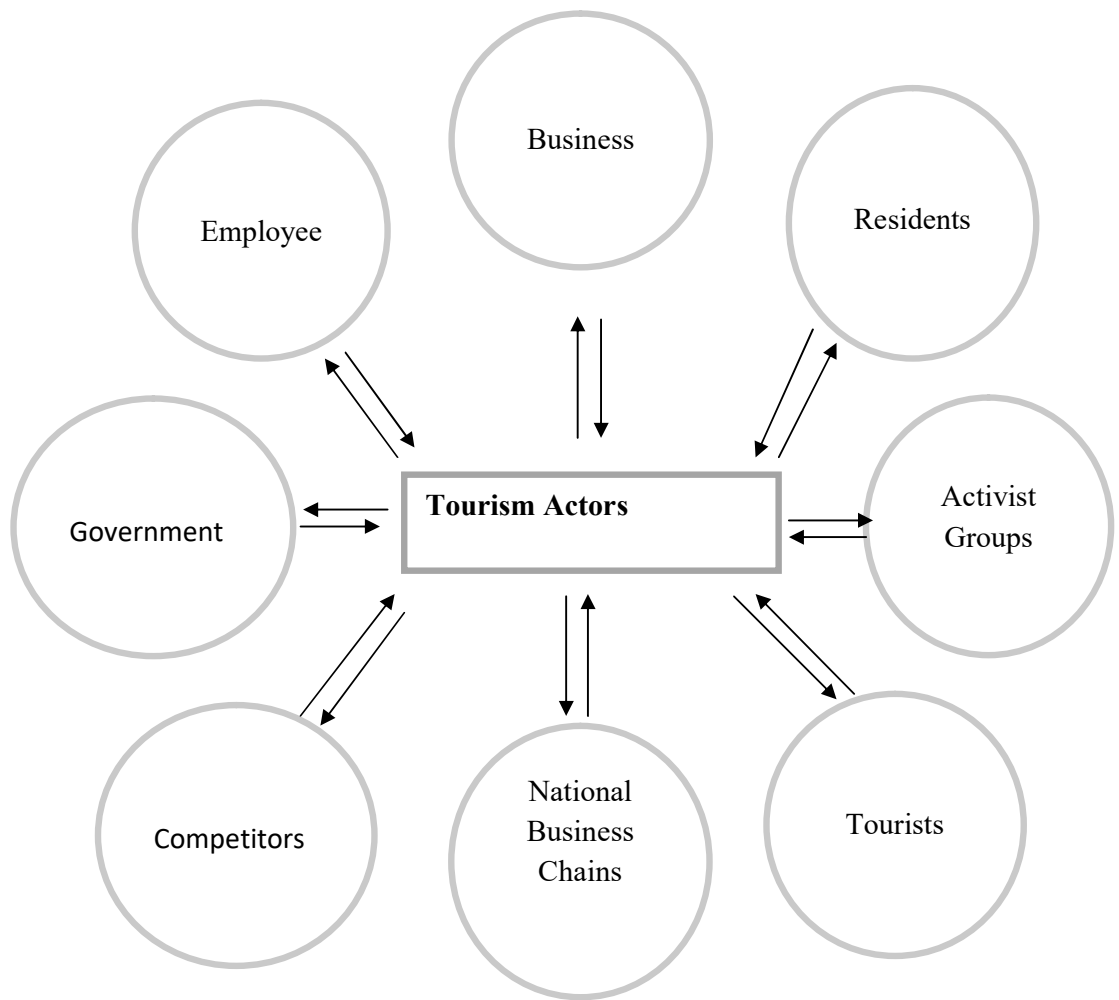 Business
Employee
Residents
Government
Tourism Actors
Activist
Groups
Competitors
National
Business
Chains
Tourists